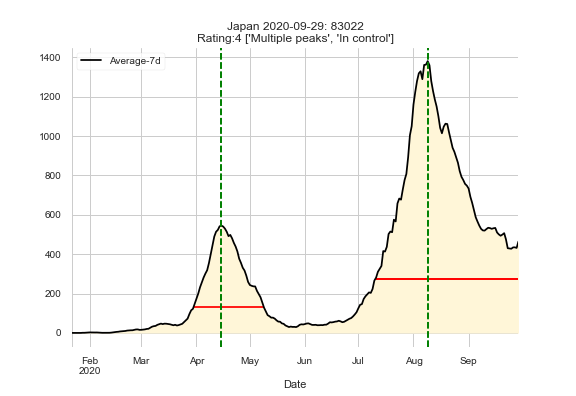 Japan 2020-09-29: 83022
Rating:4 ['Multiple peaks', 'In control']
Average-7d
1400
1200
1000
800
600
400
200
0
Feb Mar Apr May Jun Jul Aug Sep
2020
Date